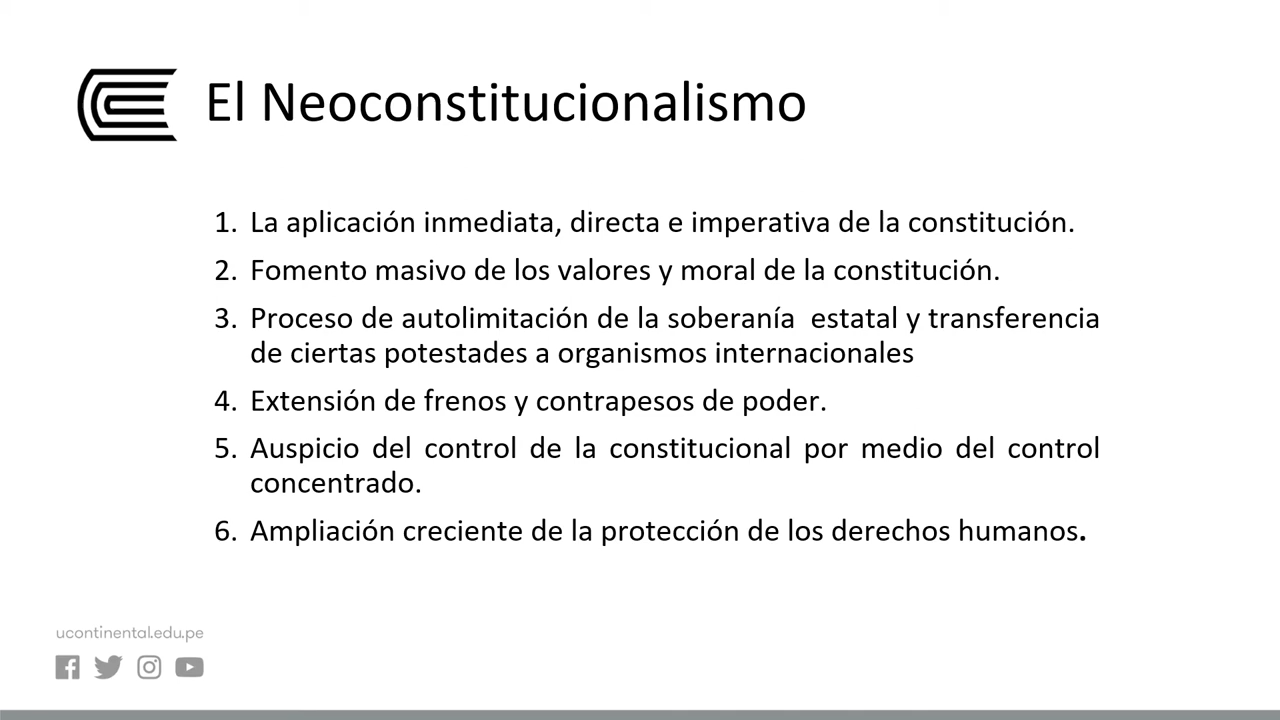 El Neoconstitucionalismo
1. La aplicación inmediata, directa e imperativa de la constitución.
2. Fomento masivo de los valores y moral de la constitución.
3. Proceso de autolimitación de la soberanía  estatal y transferencia
de ciertas potestades a organismos internacionales
4. Extensión de frenos y contrapesos de poder.
5. Auspicio del control de la constitucional por medio del control
concentrado.
6. Ampliación creciente de la protección de los derechos humanos.
ucontinental.edu.pe